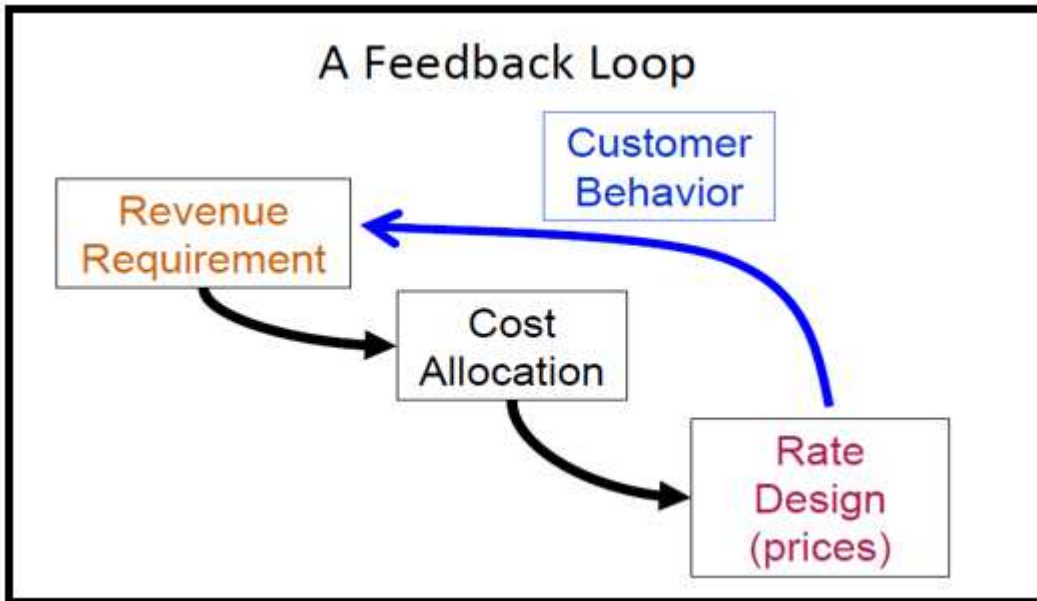 A Feedback Loop
Customer
Behavior
Revenue
Requirement
Cost
Allocation
Rate
Design
(prices)